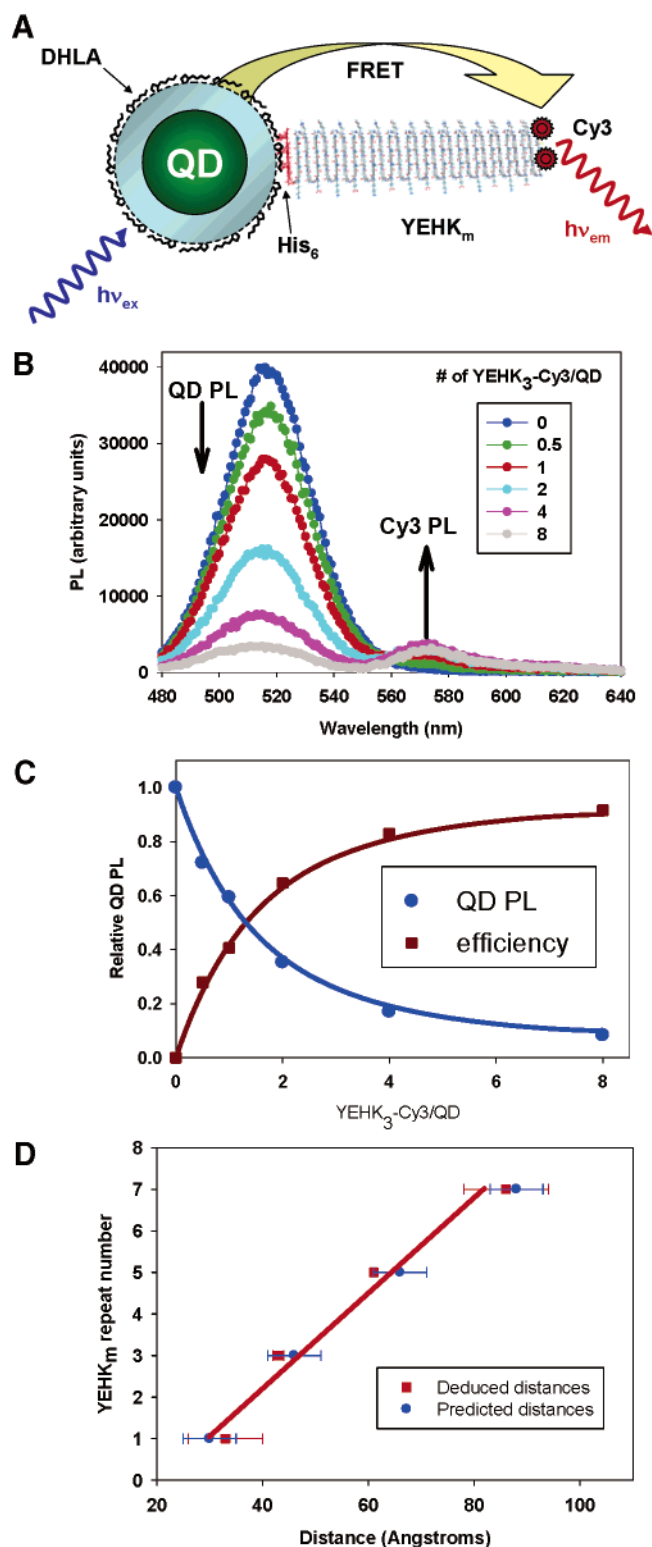 A
DHLA
FRET
Cy3
QD
YEHKm
His6
hνex
hνem
B
40000
30000
20000
10000
0
PL (arbitrary units)
QD PL
# of YEHK3-Cy3/QD
0
0.5
1
2
4
8
Cy3 PL
480 500 520 540 560 580 600 620 640
Wavelength (nm)
C
1.0
0.8
0.6
0.4
0.2
0.0
Relative QD PL
QD PL
efficiency
0 2 4 6 8
YEHK3-Cy3/QD
D
8
7
6
5
4
3
2
1
0
YEHKm repeat number
Deduced distances
Predicted distances
20 40 60 80 100
Distance (Angstroms)